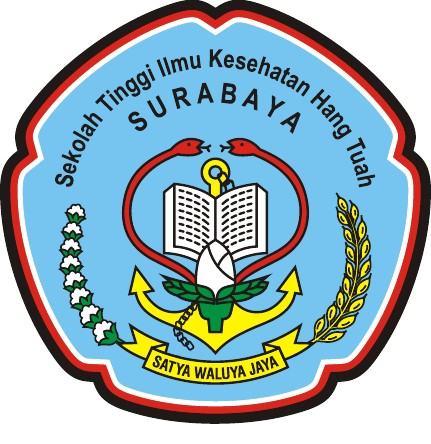 Sekolah Tinggi Ilmu Kesehatan Hang Tuah
SURABAYA
SATYA WALUYA JAYA